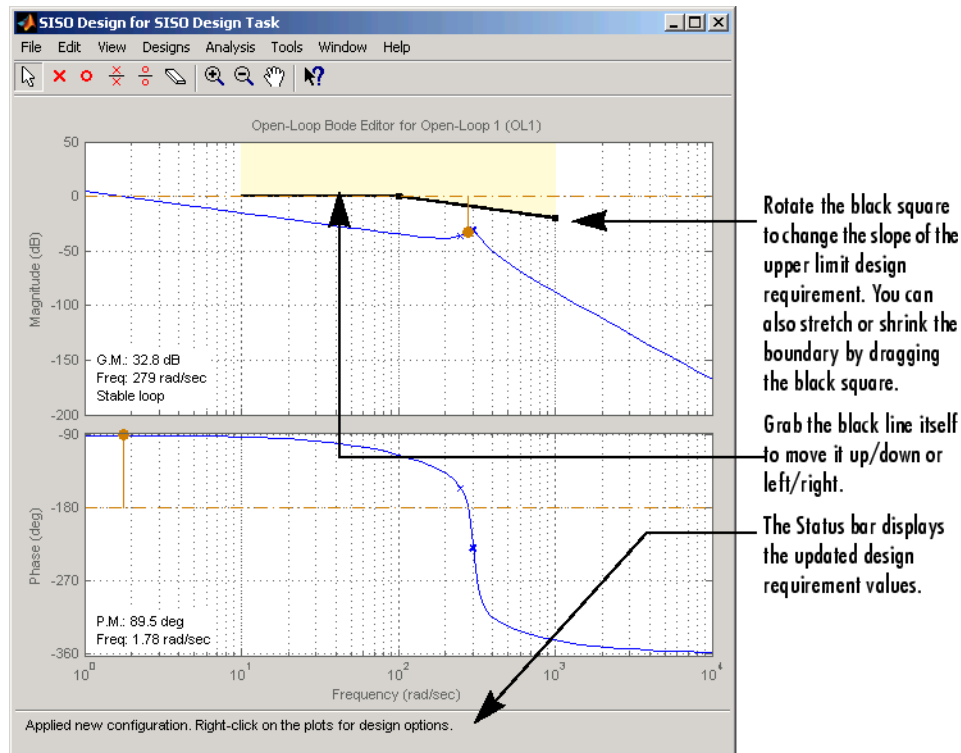 SISO Design for SISO Design Task
File Edit View Designs Analysis Tools Window Help
Open-Loop Bode Editor for Open-Loop 1 (OL1)
50
0
-50
-100
-150
-200
Magnitude (dB)
G.M.: 32.8 dB
Freq: 279 rad/sec
Stable loop
-90
-180
-270
-360
Phase (deg)
P.M.: 89.5 deg
Freq: 1.78 rad/sec
10^0 10^1 10^2 10^3 10^4
Frequency (rad/sec)
Applied new configuration. Right-click on the plots for design options.
Rotate the black square
to change the slope of the
upper limit design
requirement. You can
also stretch or shrink the
boundary by dragging
the black square.
Grab the black line itself
to move it up/down or
left/right.
The Status bar displays
the updated design
requirement values.